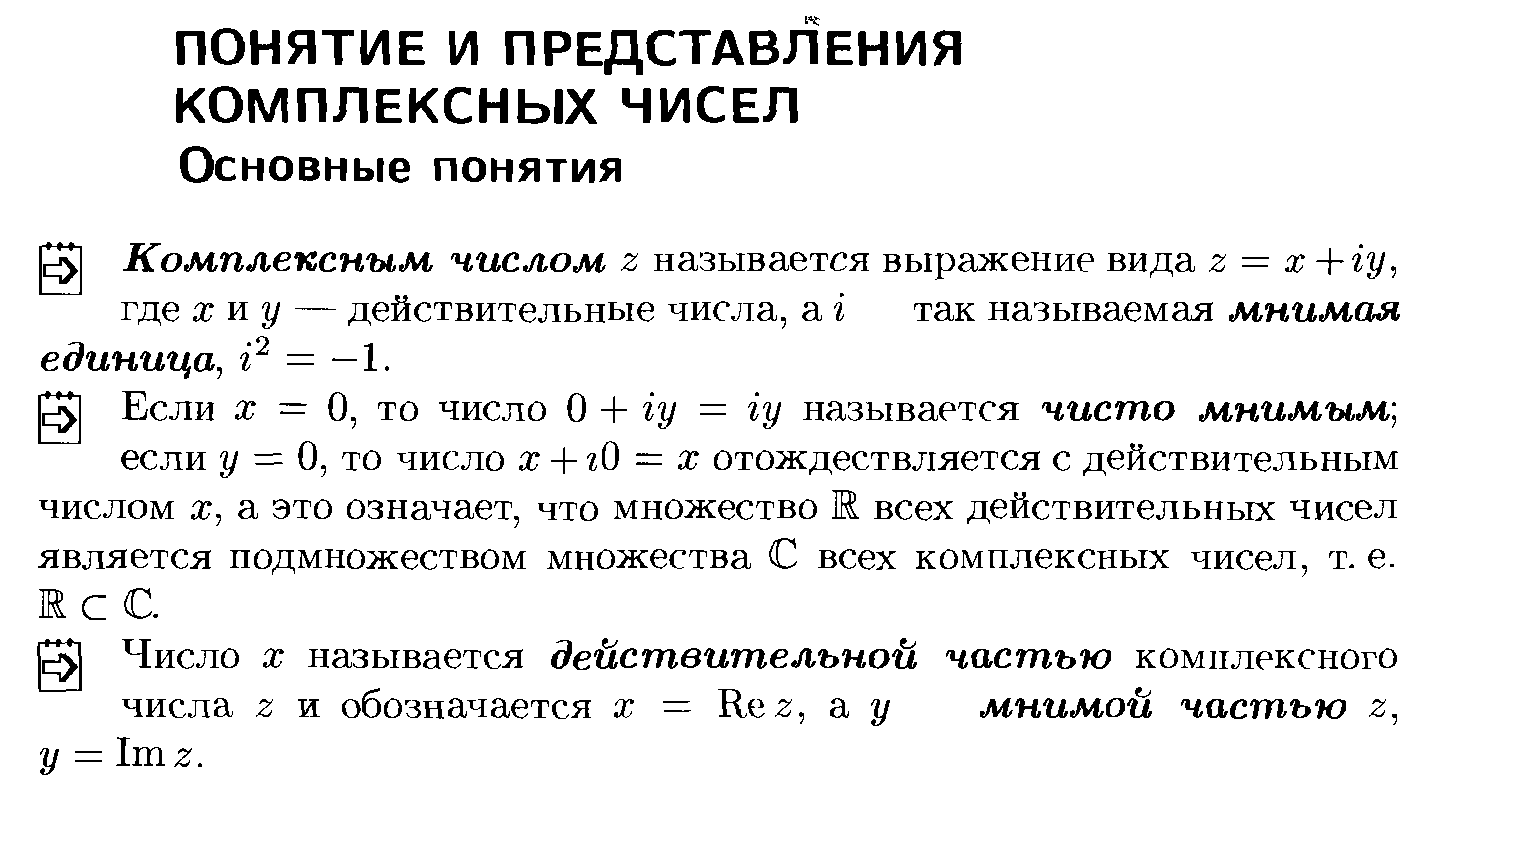 ПОНЯТИЕ И ПРЕДСТАВЛЕНИЯ
КОМПЛЕКСНЫХ ЧИСЕЛ
Основные понятия
Комплексным числом z называется выражение вида z = x + iy,
где x и y — действительные числа, а i так называемая мнимая
единица, i² = −1.
Если x = 0, то число 0 + iy = iy называется чисто мнимым;
если y = 0, то число x + i0 = x отождествляется с действительным
числом x, а это означает, что множество ℝ всех действительных чисел
является подмножеством множества ℂ всех комплексных чисел, т. е.
ℝ ⊂ ℂ.
Число x называется действительной частью комплексного
числа z и обозначается x = Re z, а y мнимой частью z,
y = Im z.